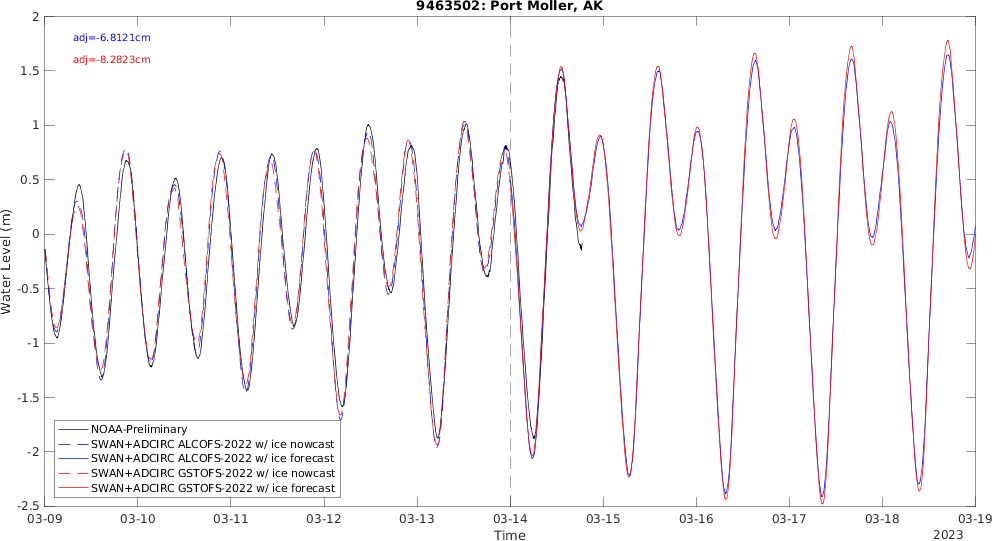 9463502: Port Moller, AK
adj=-6.8121cm
adj=-8.2823cm
2
1.5
1
0.5
0
-0.5
-1
-1.5
-2
-2.5
Water Level (m)
NOAA-Preliminary
SWAN+ADCIRC ALCOFS-2022 w/ ice nowcast
SWAN+ADCIRC ALCOFS-2022 w/ ice forecast
SWAN+ADCIRC GSTOFS-2022 w/ ice nowcast
SWAN+ADCIRC GSTOFS-2022 w/ ice forecast
03-09 03-10 03-11 03-12 03-13 03-14 03-15 03-16 03-17 03-18 03-19
Time
2023